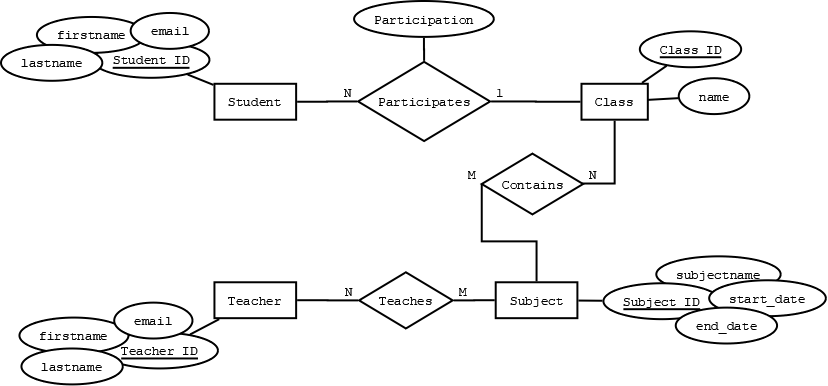 Participation
email
firstname
lastname
Student ID
Class ID
name
Student
N
Participates
1
Class
M
Contains
N
subjectname
Teacher
N
Teaches
M
Subject
Subject ID
start_date
end_date
email
firstname
Teacher ID
lastname